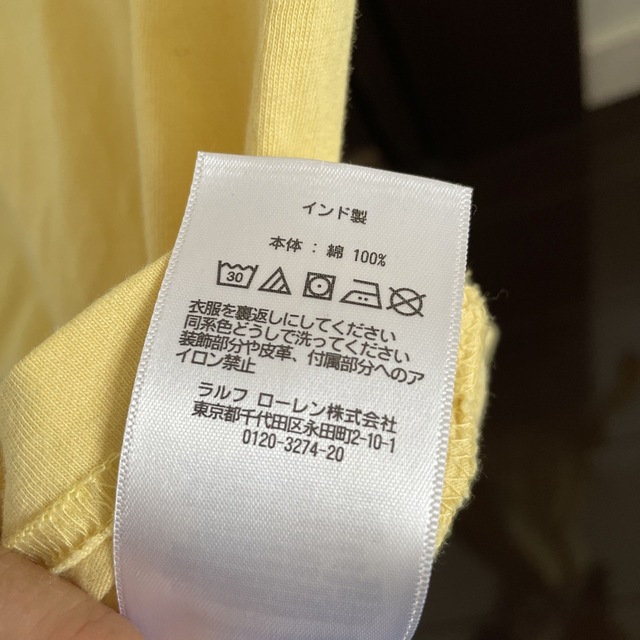 インド製
本体 : 綿 100%
30
衣服を裏返しにしてください
同系色どうしで洗ってください
装飾部分や皮革、付属部分へのア
イロン禁止
ラルフ ローレン株式会社
東京都千代田区永田町2-10-1
0120-3274-20